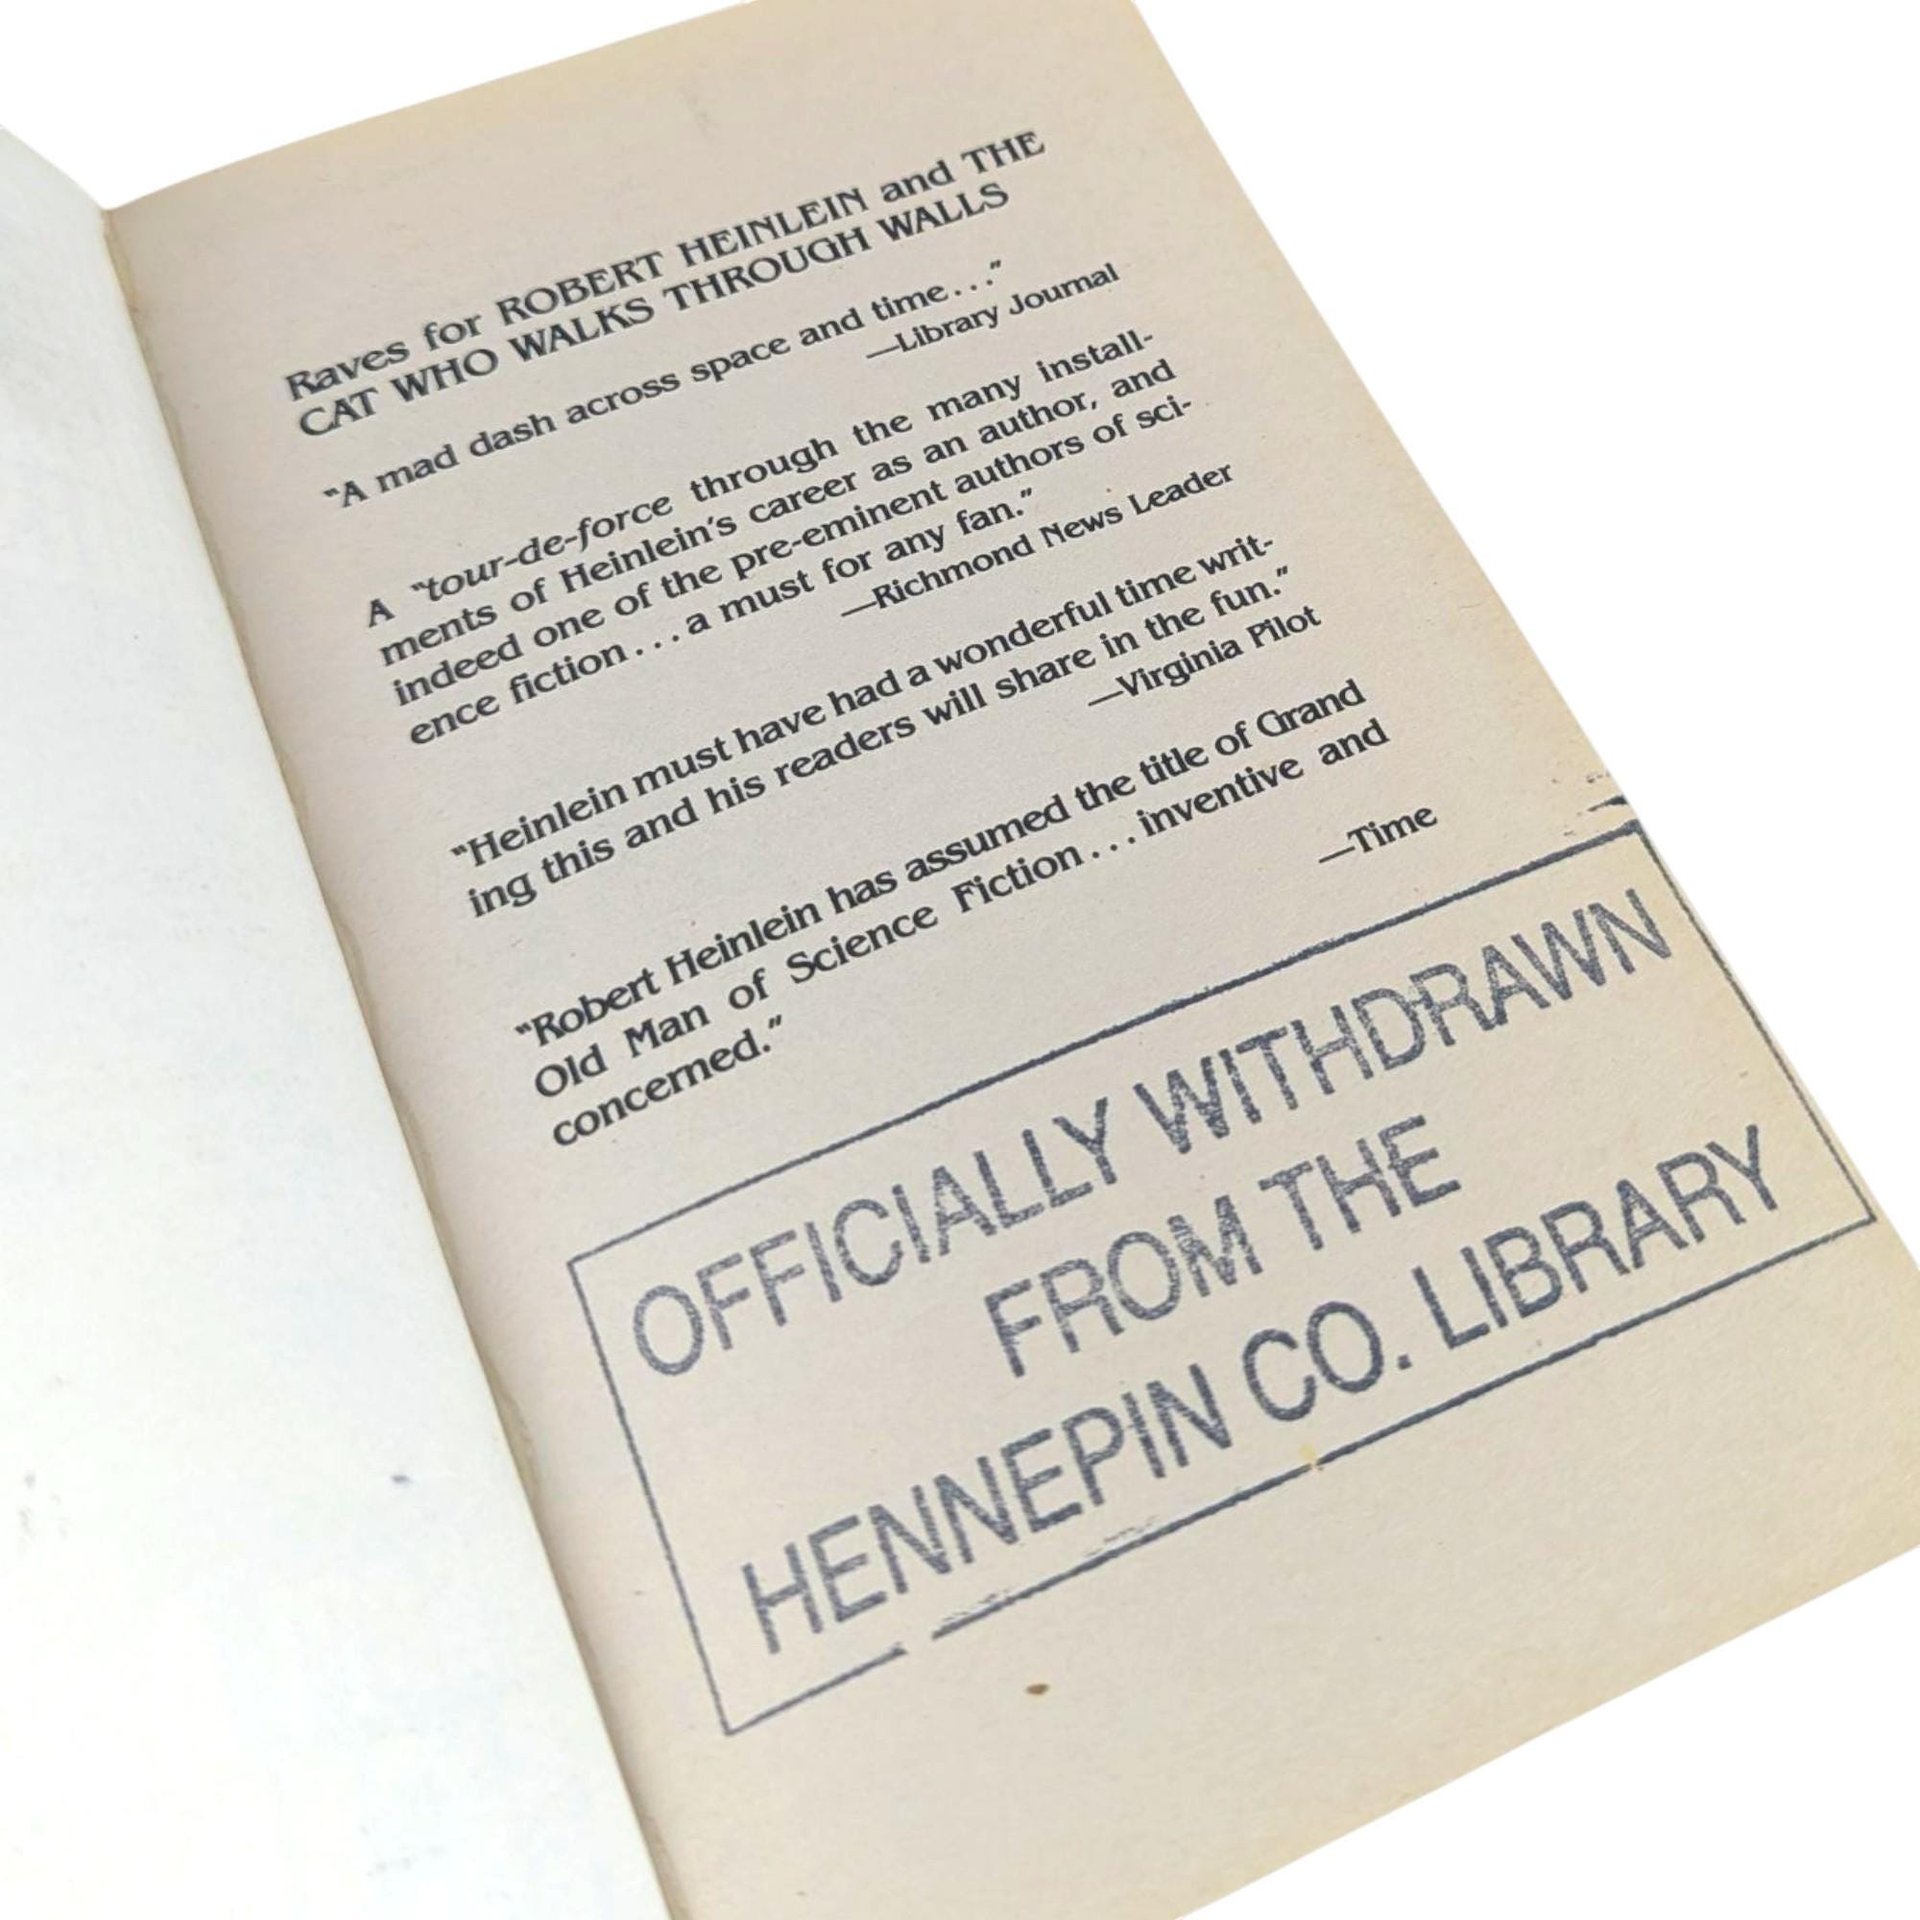 Raves for ROBERT HEINLEIN and THE
CAT WHO WALKS THROUGH WALLS
"A mad dash across space and time..."
—Library Journal
A "tour-de-force through the many install-
ments of Heinlein's career as an author, and
indeed one of the pre-eminent authors of sci-
ence fiction...a must for any fan."
—Richmond News Leader
"Heinlein must have had a wonderful time writ-
ing this and his readers will share in the fun."
—Virginia Pilot
"Robert Heinlein has assumed the title of Grand
Old Man of Science Fiction...inventive and
concerned."
—Time
OFFICIALLY WITHDRAWN
FROM THE
HENNEPIN CO. LIBRARY